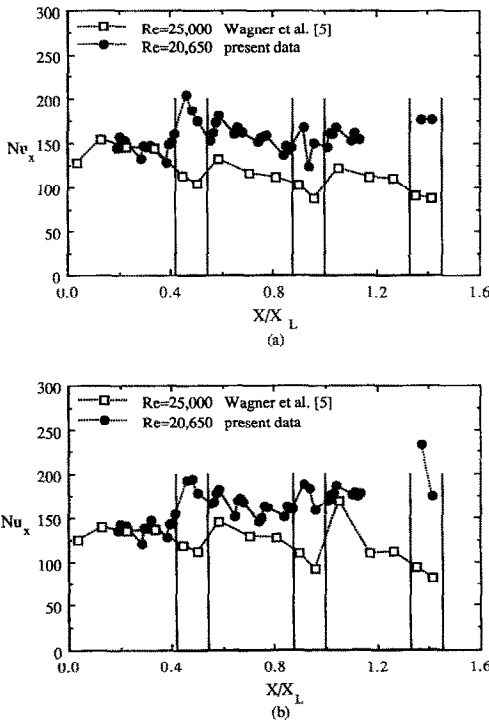 Re=25,000 Wagner et al. [5]
Re=20,650 present data
300
250
200
150
100
50
0
Nu x
0.0 0.4 0.8 1.2 1.6
X/X L
(a)
Re=25,000 Wagner et al. [5]
Re=20,650 present data
300
250
200
150
100
50
0
Nu x
0.0 0.4 0.8 1.2 1.6
X/X L
(b)